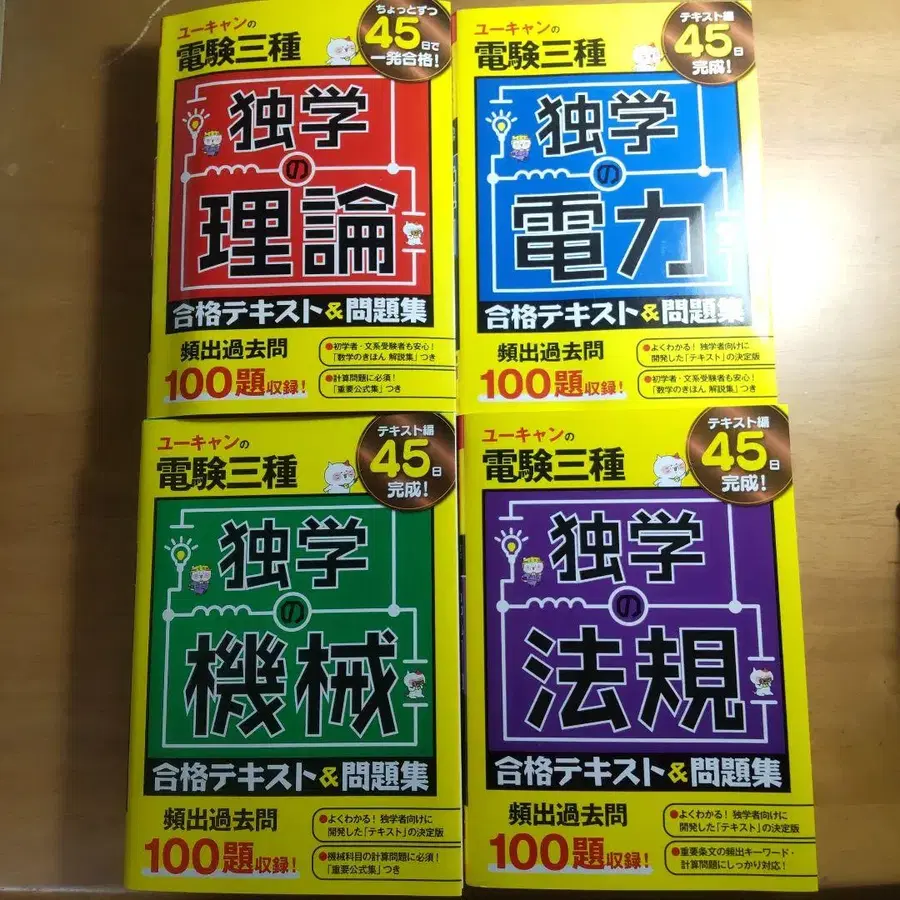 ユーキャンの
電験三種
ちょっとずつ
45日で
一発合格!
独学
の
理論
合格テキスト&問題集
頻出過去問
100題収録!
●初学者・文系受験者も安心!
「数学のきほん 解説集」つき
●計算問題に必須!
「重要公式集」つき
ユーキャンの
電験三種
テキスト編
45日
完成!
独学
の
電力
合格テキスト&問題集
頻出過去問
100題収録!
●よくわかる! 独学者向けに
開発した「テキスト」の決定版
●初学者・文系受験者も安心!
「数学のきほん 解説集」つき
ユーキャンの
電験三種
テキスト編
45日
完成!
独学
の
機械
合格テキスト&問題集
頻出過去問
100題収録!
●よくわかる! 独学者向けに
開発した「テキスト」の決定版
●機械科目の計算問題に必須!
「重要公式集」つき
ユーキャンの
電験三種
テキスト編
45日
完成!
独学
の
法規
合格テキスト&問題集
頻出過去問
100題収録!
●よくわかる! 独学者向けに
開発した「テキスト」の決定版
●重要条文の頻出キーワード・
計算問題にしっかり対応!